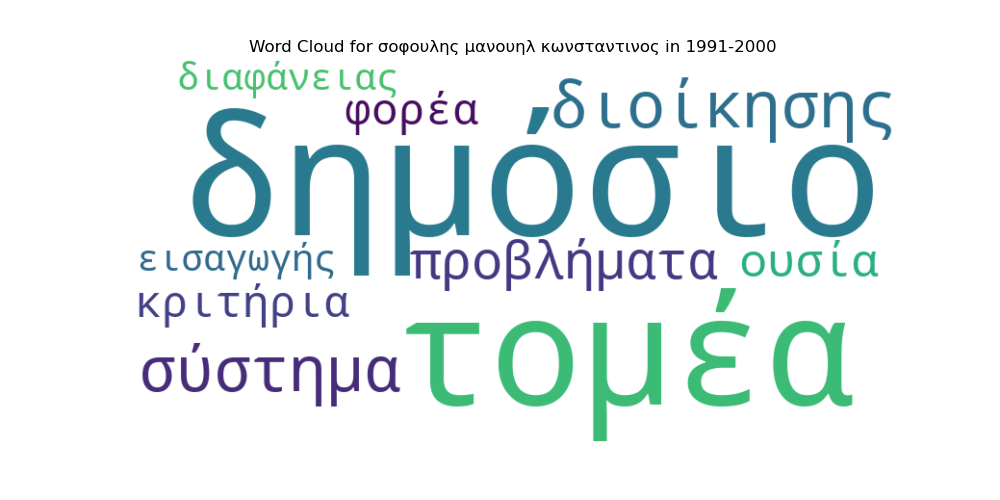 Word Cloud for σοφουλης μανουηλ κωνσταντινος in 1991-2000
διαφάνειας
φορέα
διοίκησης
δημόσιο
εισαγωγής
προβλήματα
ουσία
κριτήρια
σύστημα
τομέα